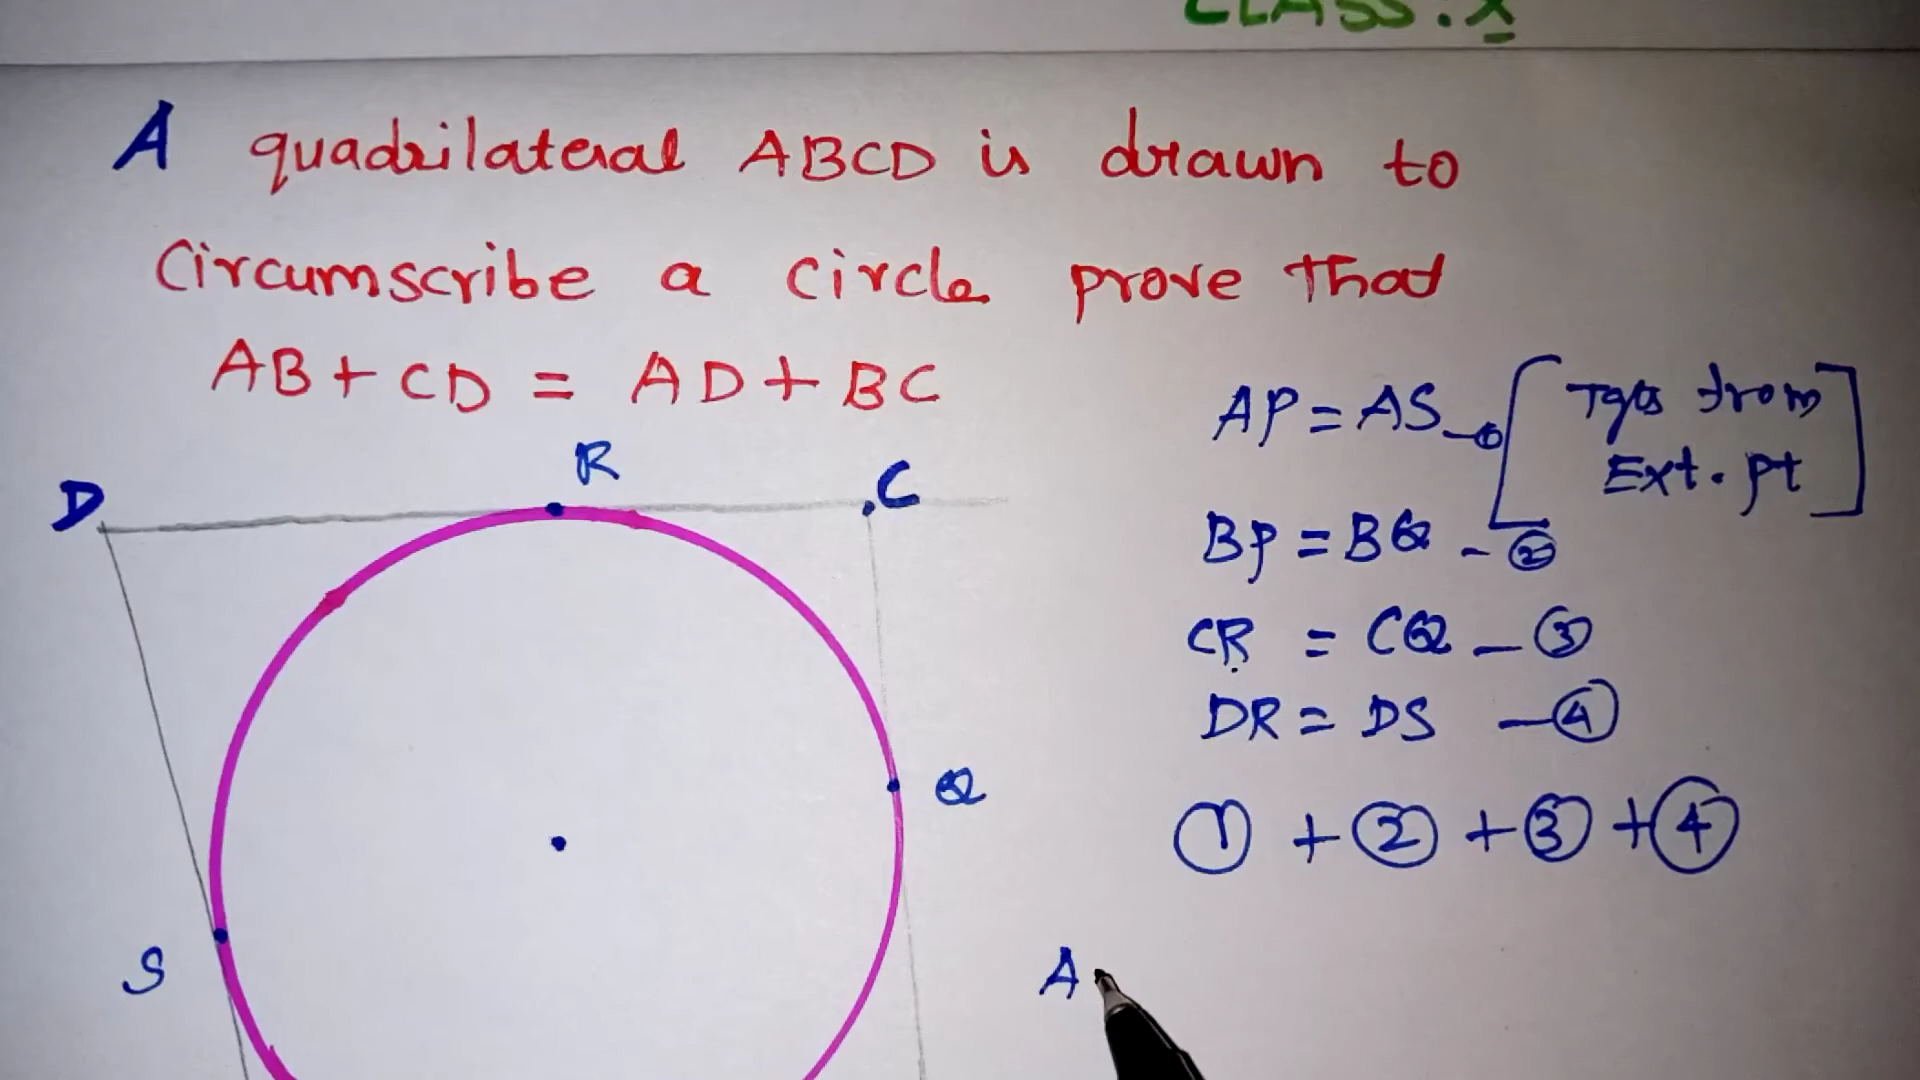 CLASS : X
A quadrilateral ABCD is drawn to
Circumscribe a circle prove that
AB + CD = AD + BC
AP = AS - ① [Tgts from
Ext. pt]
BP = BQ - ②
CR = CQ - ③
DR = DS - ④
① + ② + ③ + ④
A
D
R
C
Q
S